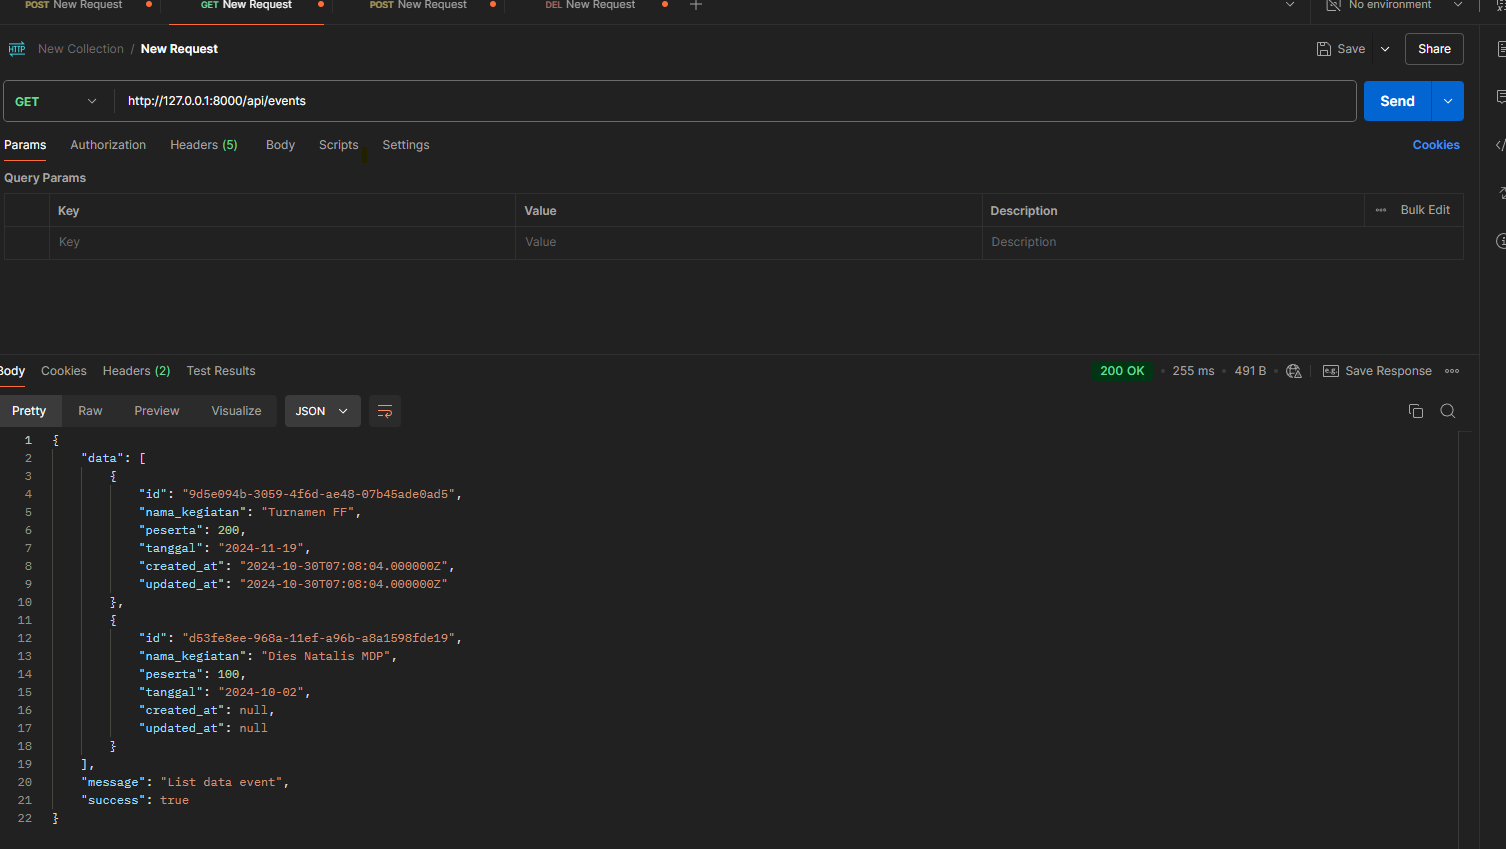 POST New Request GET New Request POST New Request DEL New Request No environment
HTTP New Collection / New Request Save Share
GET http://127.0.0.1:8000/api/events Send
Params Authorization Headers (5) Body Scripts Settings Cookies
Query Params
Key Value Description Bulk Edit
Key Value Description
Body Cookies Headers (2) Test Results 200 OK 255 ms 491 B e.g. Save Response
Pretty Raw Preview Visualize JSON
1 {
2 "data": [
3 {
4 "id": "9d5e094b-3059-4f6d-ae48-07b45ade0ad5",
5 "nama_kegiatan": "Turnamen FF",
6 "peserta": 200,
7 "tanggal": "2024-11-19",
8 "created_at": "2024-10-30T07:08:04.000000Z",
9 "updated_at": "2024-10-30T07:08:04.000000Z"
10 },
11 {
12 "id": "d53fe8ee-968a-11ef-a96b-a8a1598fde19",
13 "nama_kegiatan": "Dies Natalis MDP",
14 "peserta": 100,
15 "tanggal": "2024-10-02",
16 "created_at": null,
17 "updated_at": null
18 }
19 ],
20 "message": "List data event",
21 "success": true
22 }